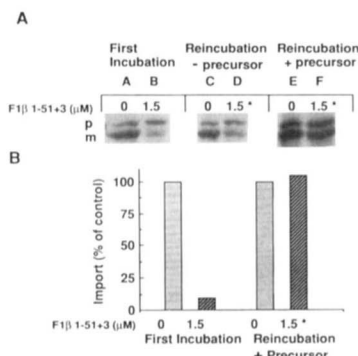 A
First Incubation
Reincubation - precursor
Reincubation + precursor
A B C D E F
F1β 1-51+3 (μM) 0 1.5 0 1.5 * 0 1.5 *
p
m
B
Import (% of control)
100
75
50
25
0
F1β 1-51+3 (μM) 0 1.5 0 1.5 *
First Incubation Reincubation
+ Precursor